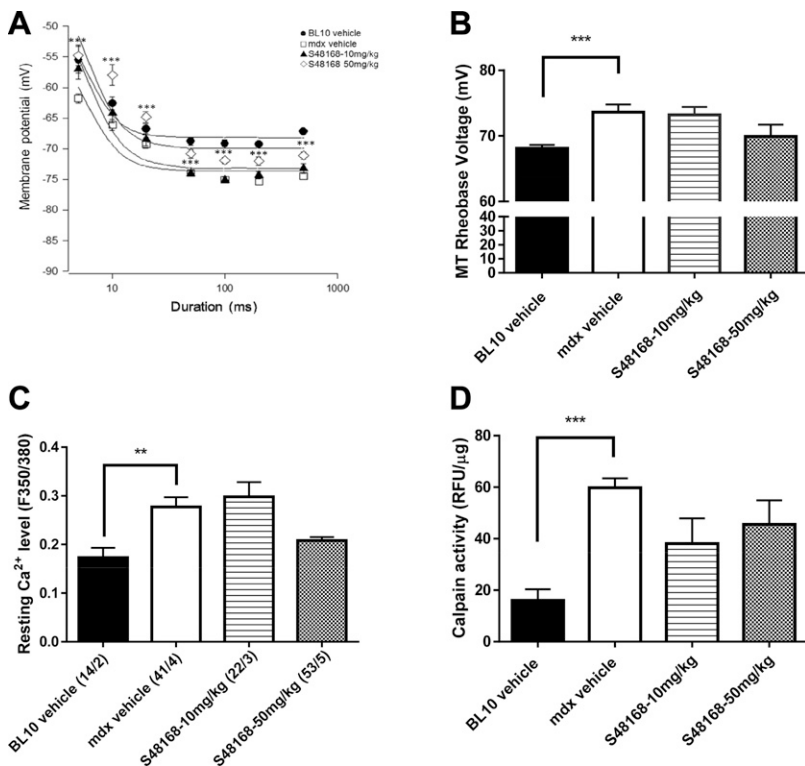 A
BL10 vehicle
mdx vehicle
S48168-10mg/kg
S48168 50mg/kg
-50
-55
-60
-65
-70
-75
-80
-85
-90
***
***
***
***
***
***
***
10
100
1000
Membrane potential (mV)
Duration (ms)
B
***
80
70
60
40
30
20
10
0
MT Rheobase Voltage (mV)
BL10 vehicle
mdx vehicle
S48168-10mg/kg
S48168-50mg/kg
C
**
0.4
0.3
0.2
0.1
0.0
Resting Ca²⁺ level (F350/380)
BL10 vehicle (14/2)
mdx vehicle (41/4)
S48168-10mg/kg (22/3)
S48168-50mg/kg (53/5)
D
***
80
60
40
20
0
Calpain activity (RFU/μg)
BL10 vehicle
mdx vehicle
S48168-10mg/kg
S48168-50mg/kg